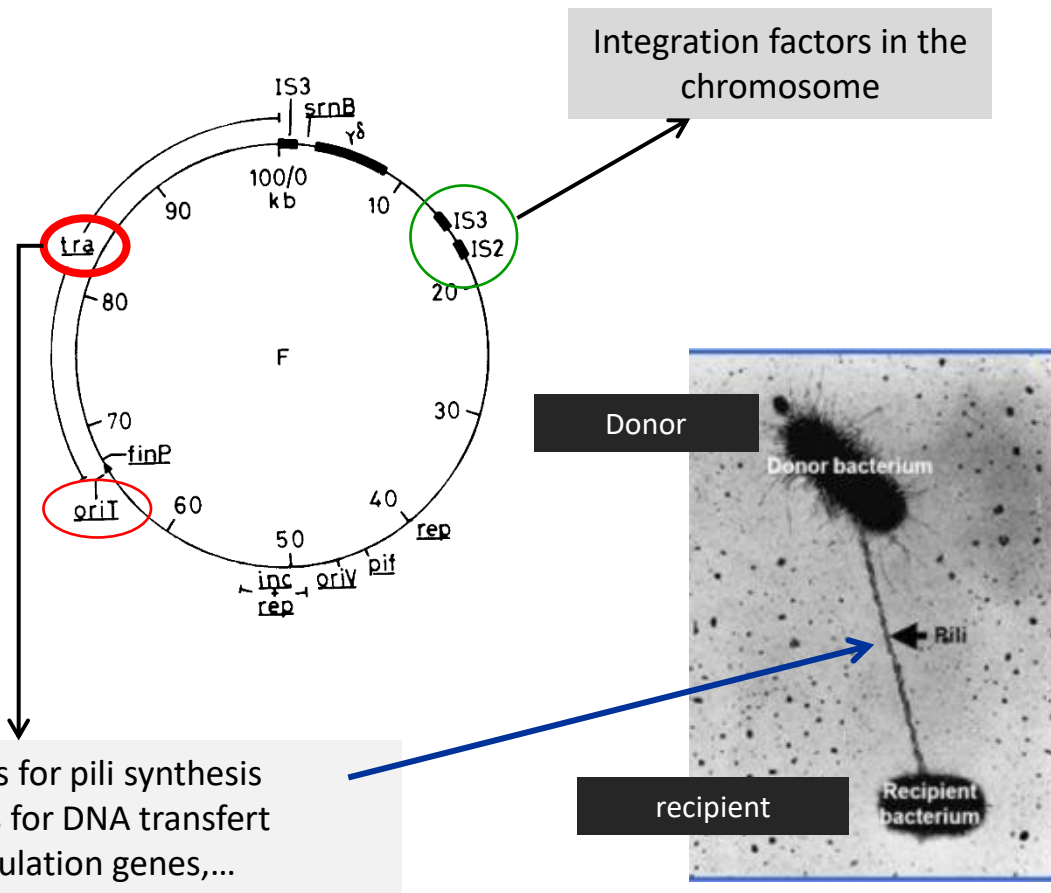 Integration factors in the
chromosome
IS3
srnB
γδ
100/0
kb
10
90
IS3
IS2
tra
20
80
F
30
70
finP
oriT
60
40
rep
50
pif
oriV
inc
rep
Donor
Donor bacterium
Pili
s for pili synthesis
s for DNA transfert
ulation genes,…
recipient
Recipient
bacterium